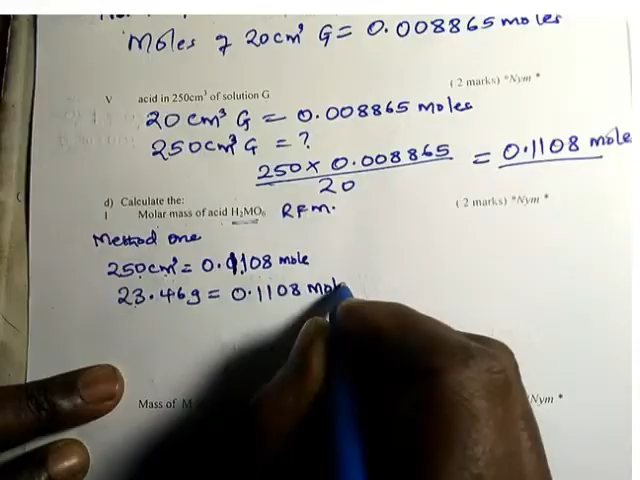 Moles of 20cm³ G = 0.008865 moles
( 2 marks) *Nym *
V acid in 250cm³ of solution G
20cm³ G = 0.008865 moles
250cm³ G = ?
250 × 0.008865 = 0.1108 mole
20
d) Calculate the:
I Molar mass of acid H₂MO₆ RFM. ( 2 marks) *Nym *
Method one
250cm³ = 0.1108 mole
23.46g = 0.1108 mol
Mass of M Nym *